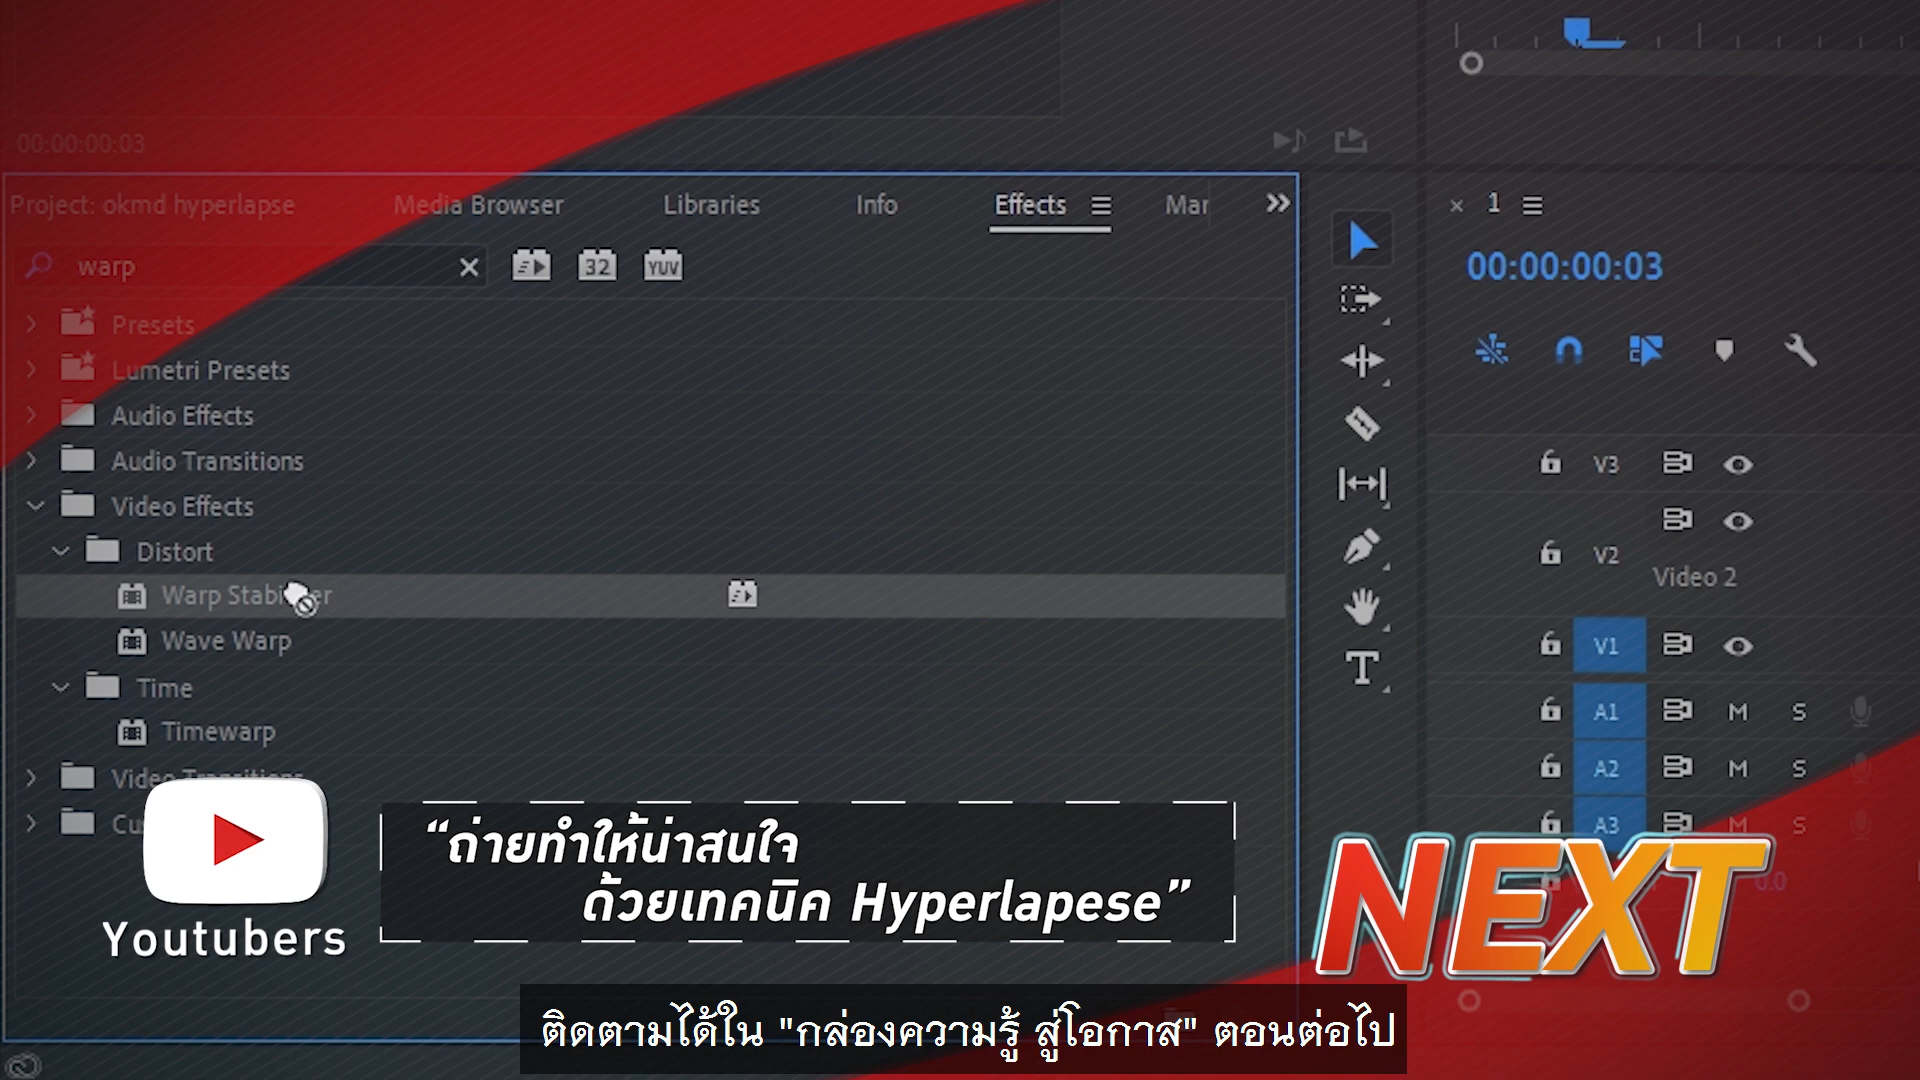 00:00:00:03
Project: okmd hyperlapse
Media Browser
Libraries
Info
Effects
Mar
1
warp
32
YUV
00:00:00:03
Presets
Lumetri Presets
Audio Effects
Audio Transitions
V3
Video Effects
Distort
V2
Video 2
Wave Warp
V1
Time
T
Timewarp
A1 M S
A2 M S
A3 M S
0.0
“ถ่ายทำให้น่าสนใจ
ด้วยเทคนิค Hyperlapese”
NEXT
Youtubers
ติดตามได้ใน "กล่องความรู้ สู่โอกาส" ตอนต่อไป